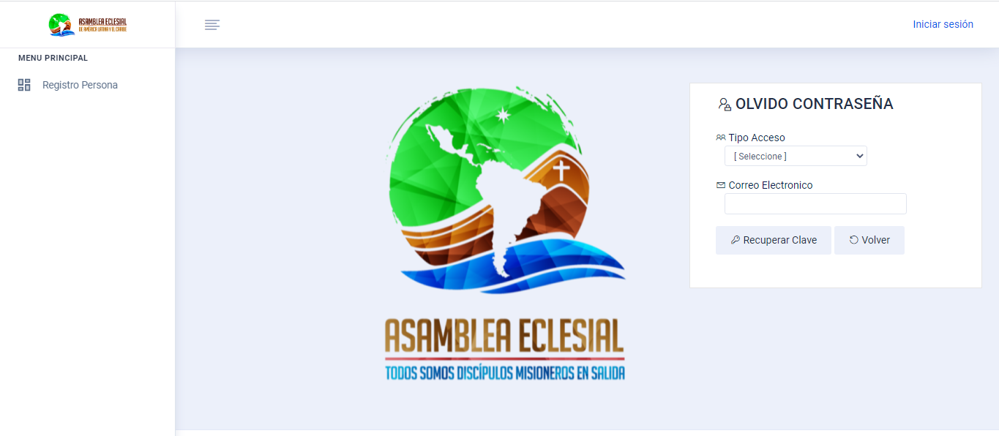 ASAMBLEA ECLESIAL
DE AMÉRICA LATINA Y EL CARIBE
Iniciar sesión
MENU PRINCIPAL
Registro Persona
OLVIDO CONTRASEÑA
Tipo Acceso
[ Seleccione ]
Correo Electronico
Recuperar Clave
Volver
ASAMBLEA ECLESIAL
TODOS SOMOS DISCÍPULOS MISIONEROS EN SALIDA